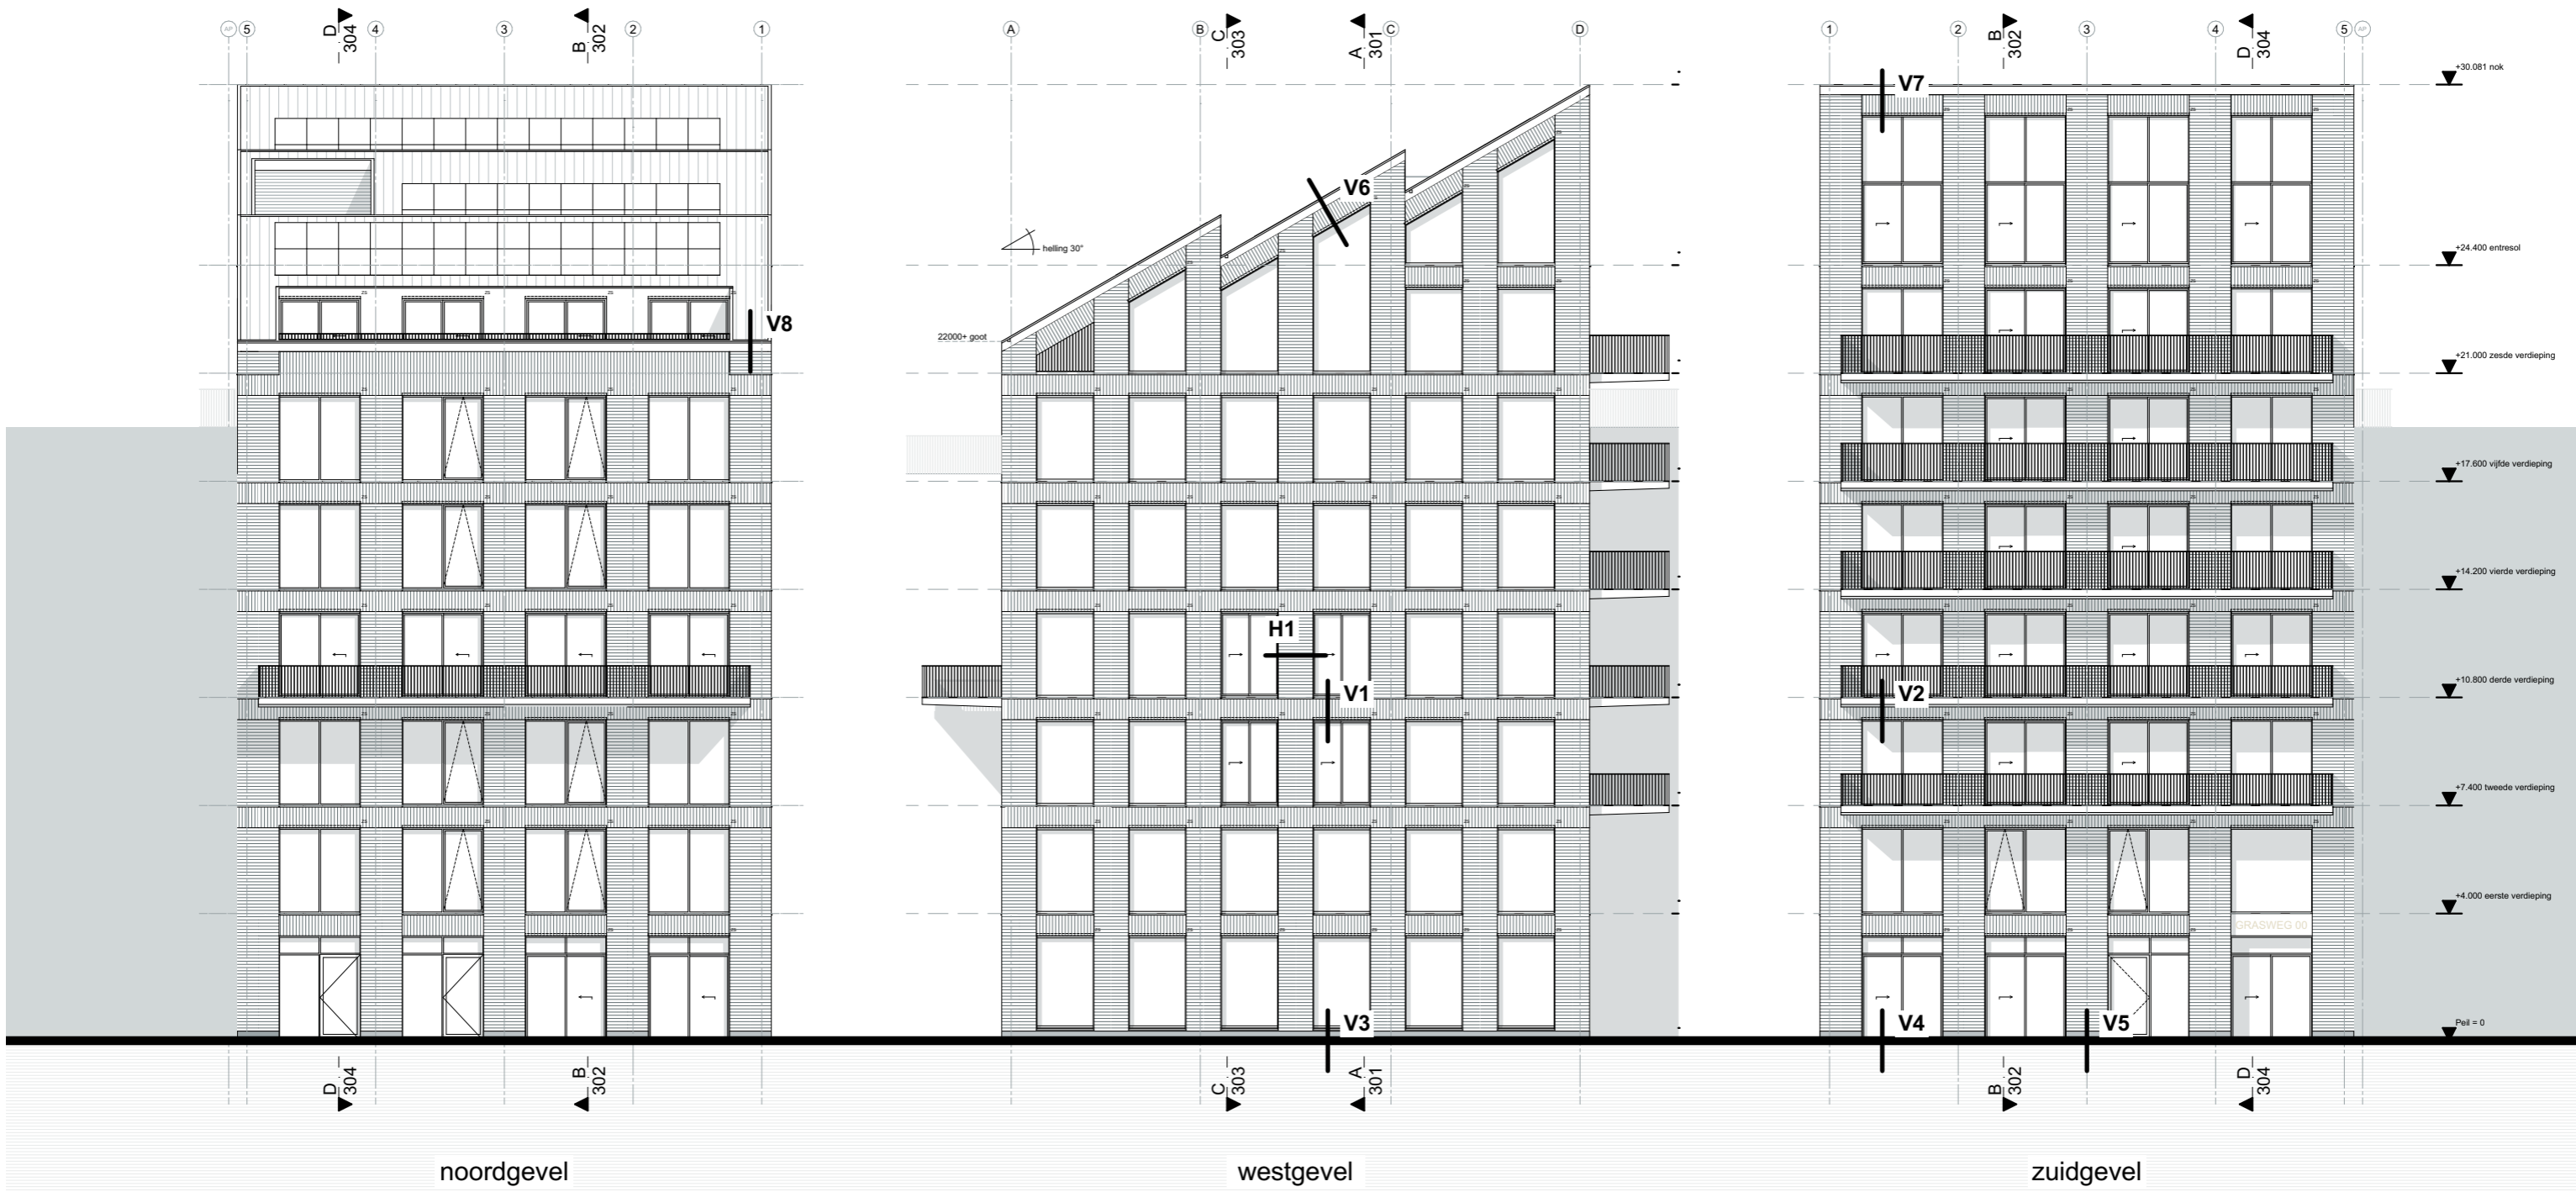 AP 5 4 3 2 1
D 304
B 302
A B C D
C 303
A 301
1 2 3 4 5 AP
B 302
D 304
V7
+30.081 nok
V6
helling 30°
+24.400 entresol
V8
22000+ goot
+21.000 zesde verdieping
+17.600 vijfde verdieping
+14.200 vierde verdieping
H1
V1
V2
+10.800 derde verdieping
+7.400 tweede verdieping
+4.000 eerste verdieping
GRASWEG 00
V3
V4
V5
Peil = 0
D 304
B 302
C 303
A 301
B 302
D 304
noordgevel
westgevel
zuidgevel